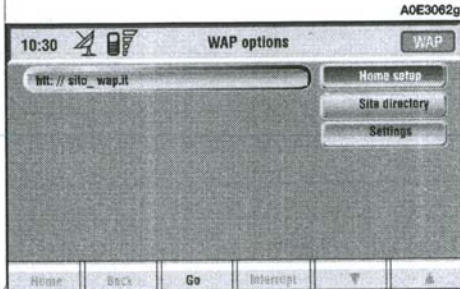 A0E3062g
10:30 WAP options WAP
htt: // sito_wap.it
Home setup
Site directory
Settings
Home Back Go Interrupt